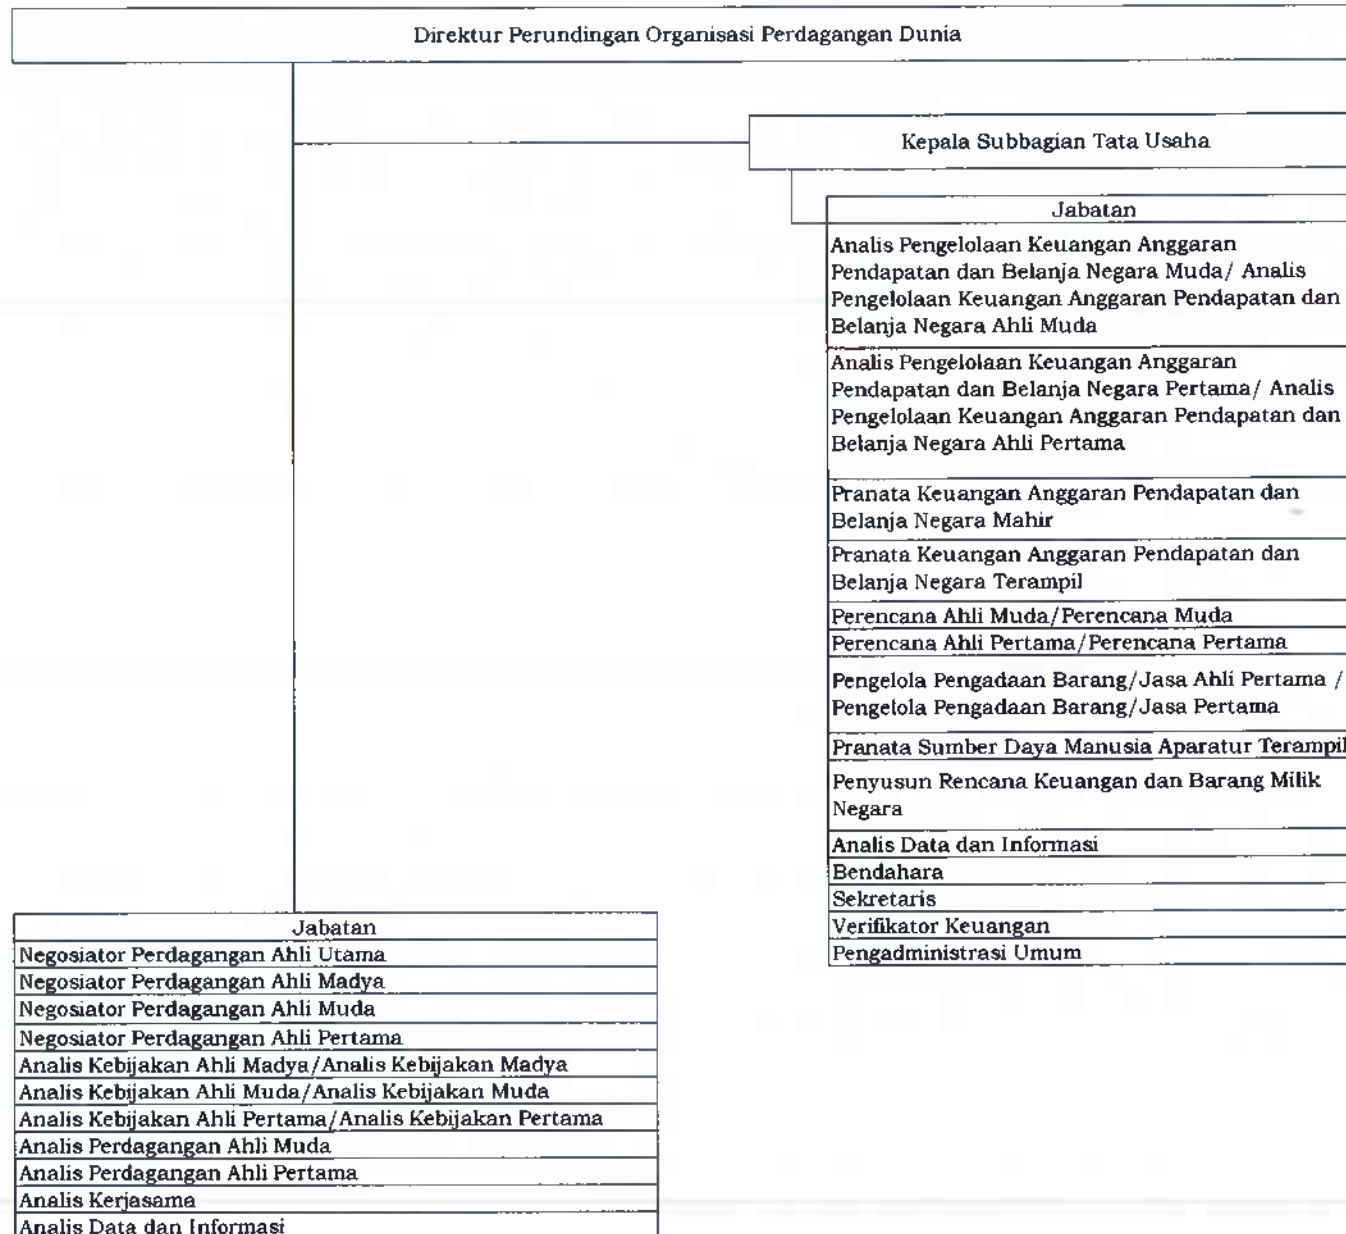 Direktur Perundingan Organisasi Perdagangan Dunia
Kepala Subbagian Tata Usaha
Jabatan
Analis Pengelolaan Keuangan Anggaran
Pendapatan dan Belanja Negara Muda/ Analis
Pengelolaan Keuangan Anggaran Pendapatan dan
Belanja Negara Ahli Muda
Analis Pengelolaan Keuangan Anggaran
Pendapatan dan Belanja Negara Pertama/ Analis
Pengelolaan Keuangan Anggaran Pendapatan dan
Belanja Negara Ahli Pertama
Pranata Keuangan Anggaran Pendapatan dan
Belanja Negara Mahir
Pranata Keuangan Anggaran Pendapatan dan
Belanja Negara Terampil
Perencana Ahli Muda/Perencana Muda
Perencana Ahli Pertama/Perencana Pertama
Pengelola Pengadaan Barang/Jasa Ahli Pertama /
Pengelola Pengadaan Barang/Jasa Pertama
Pranata Sumber Daya Manusia Aparatur Terampil
Penyusun Rencana Keuangan dan Barang Milik
Negara
Analis Data dan Informasi
Bendahara
Sekretaris
Verifikator Keuangan
Pengadministrasi Umum
Jabatan
Negosiator Perdagangan Ahli Utama
Negosiator Perdagangan Ahli Madya
Negosiator Perdagangan Ahli Muda
Negosiator Perdagangan Ahli Pertama
Analis Kebijakan Ahli Madya/Analis Kebijakan Madya
Analis Kebijakan Ahli Muda/Analis Kebijakan Muda
Analis Kebijakan Ahli Pertama/Analis Kebijakan Pertama
Analis Perdagangan Ahli Muda
Analis Perdagangan Ahli Pertama
Analis Kerjasama
Analis Data dan Informasi